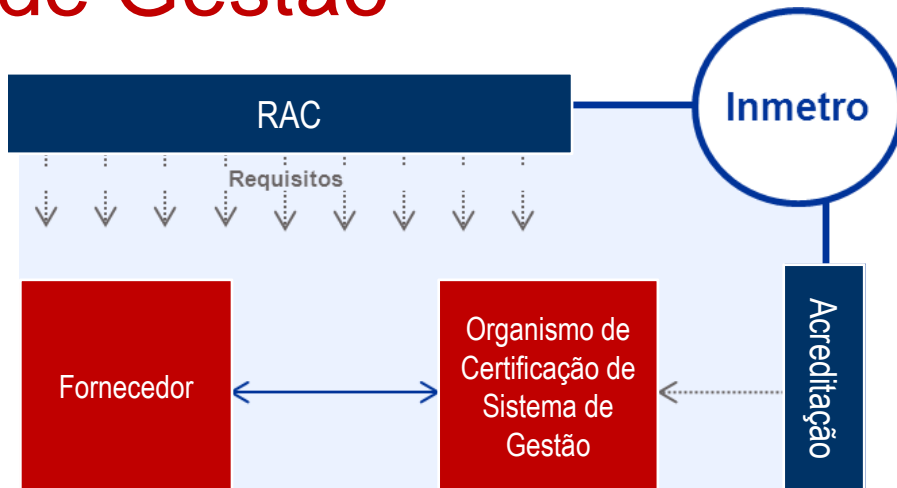 de Gestão
RAC
Inmetro
Requisitos
Fornecedor
Organismo de
Certificação de
Sistema de
Gestão
Acreditação